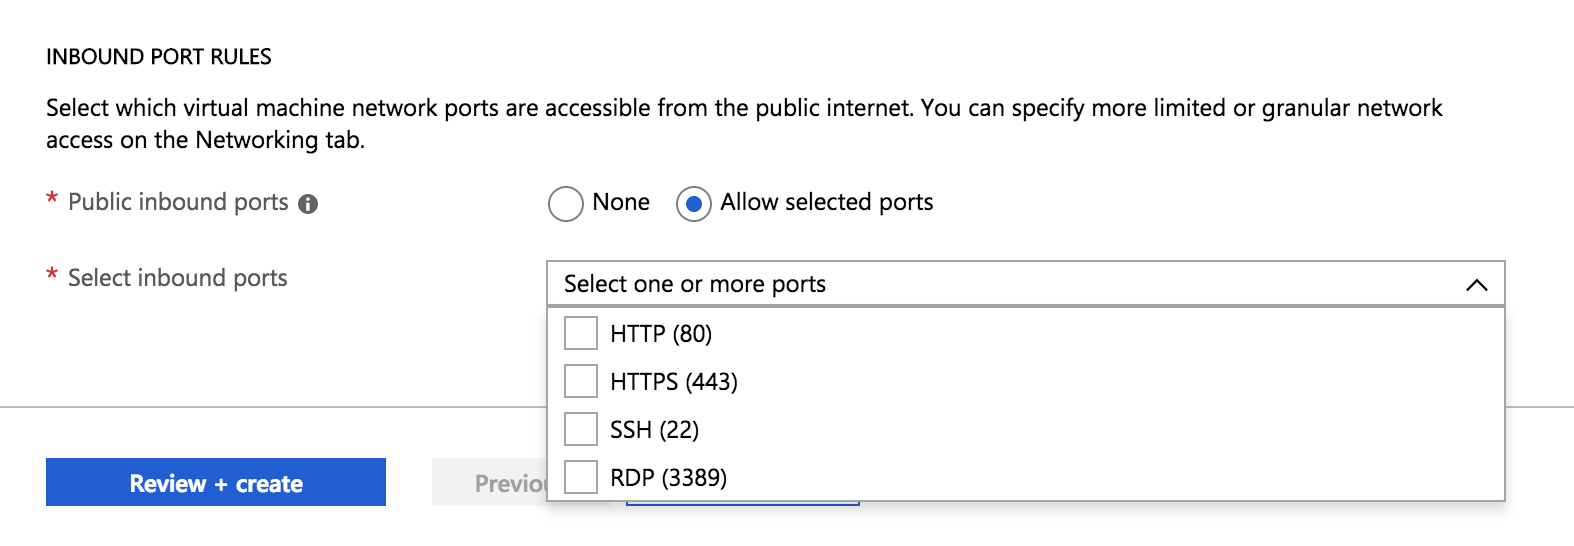 INBOUND PORT RULES
Select which virtual machine network ports are accessible from the public internet. You can specify more limited or granular network
access on the Networking tab.
* Public inbound ports
None
Allow selected ports
* Select inbound ports
Select one or more ports
HTTP (80)
HTTPS (443)
SSH (22)
RDP (3389)
Review + create